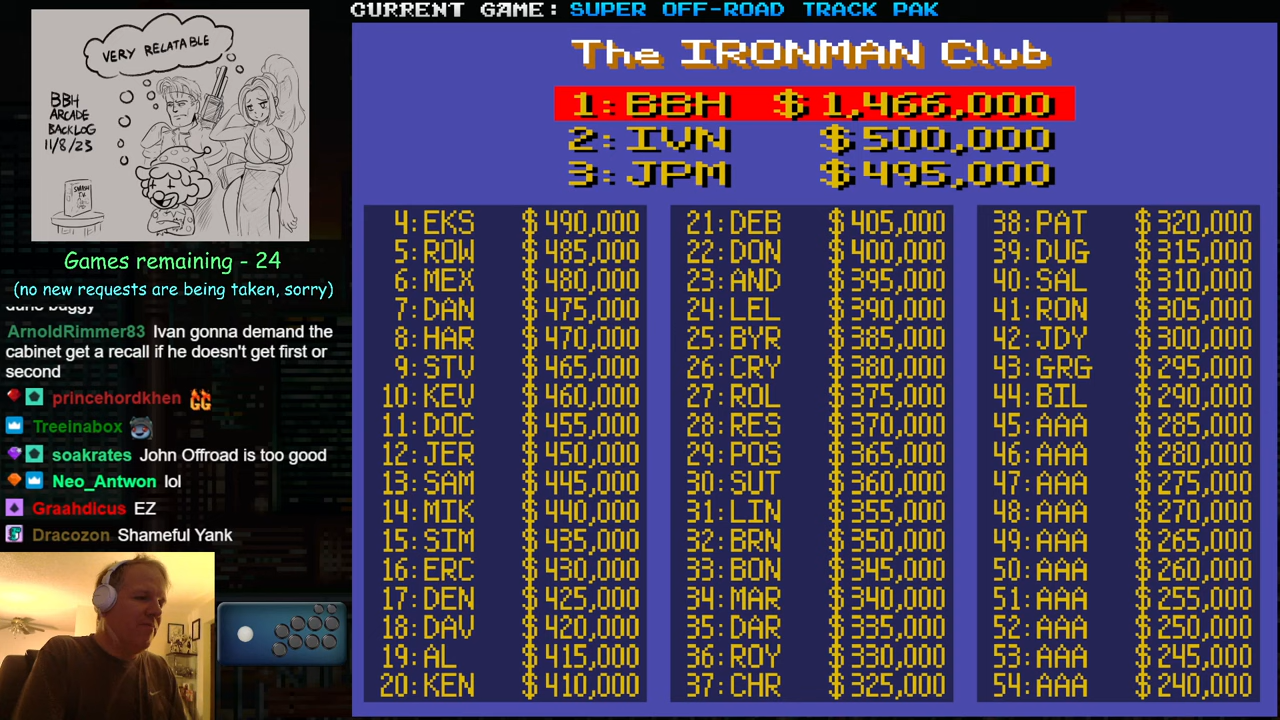 CURRENT GAME: SUPER OFF-ROAD TRACK PAK
VERY RELATABLE
BBH
ARCADE
BACKLOG
11/8/23
Games remaining - 24
(no new requests are being taken, sorry)
dune buggy
ArnoldRimmer83 Ivan gonna demand the
cabinet get a recall if he doesn't get first or
second
princehordkhen GG
Treeinabox
soakrates John Offroad is too good
Neo_Antwon lol
Graahdicus EZ
Dracozon Shameful Yank
The IRONMAN Club
1: BBH $ 1,466,000
2: IVN $ 500,000
3: JPM $ 495,000
4: EKS $ 490,000
5: ROW $ 485,000
6: MEX $ 480,000
7: DAN $ 475,000
8: HAR $ 470,000
9: STV $ 465,000
10: KEV $ 460,000
11: DOC $ 455,000
12: JER $ 450,000
13: SAM $ 445,000
14: MIK $ 440,000
15: SIM $ 435,000
16: ERC $ 430,000
17: DEN $ 425,000
18: DAV $ 420,000
19: AL $ 415,000
20: KEN $ 410,000
21: DEB $ 405,000
22: DON $ 400,000
23: AND $ 395,000
24: LEL $ 390,000
25: BYR $ 385,000
26: CRY $ 380,000
27: ROL $ 375,000
28: RES $ 370,000
29: POS $ 365,000
30: SUT $ 360,000
31: LIN $ 355,000
32: BRN $ 350,000
33: BON $ 345,000
34: MAR $ 340,000
35: DAR $ 335,000
36: ROY $ 330,000
37: CHR $ 325,000
38: PAT $ 320,000
39: DUG $ 315,000
40: SAL $ 310,000
41: RON $ 305,000
42: JDY $ 300,000
43: GRG $ 295,000
44: BIL $ 290,000
45: AAA $ 285,000
46: AAA $ 280,000
47: AAA $ 275,000
48: AAA $ 270,000
49: AAA $ 265,000
50: AAA $ 260,000
51: AAA $ 255,000
52: AAA $ 250,000
53: AAA $ 245,000
54: AAA $ 240,000